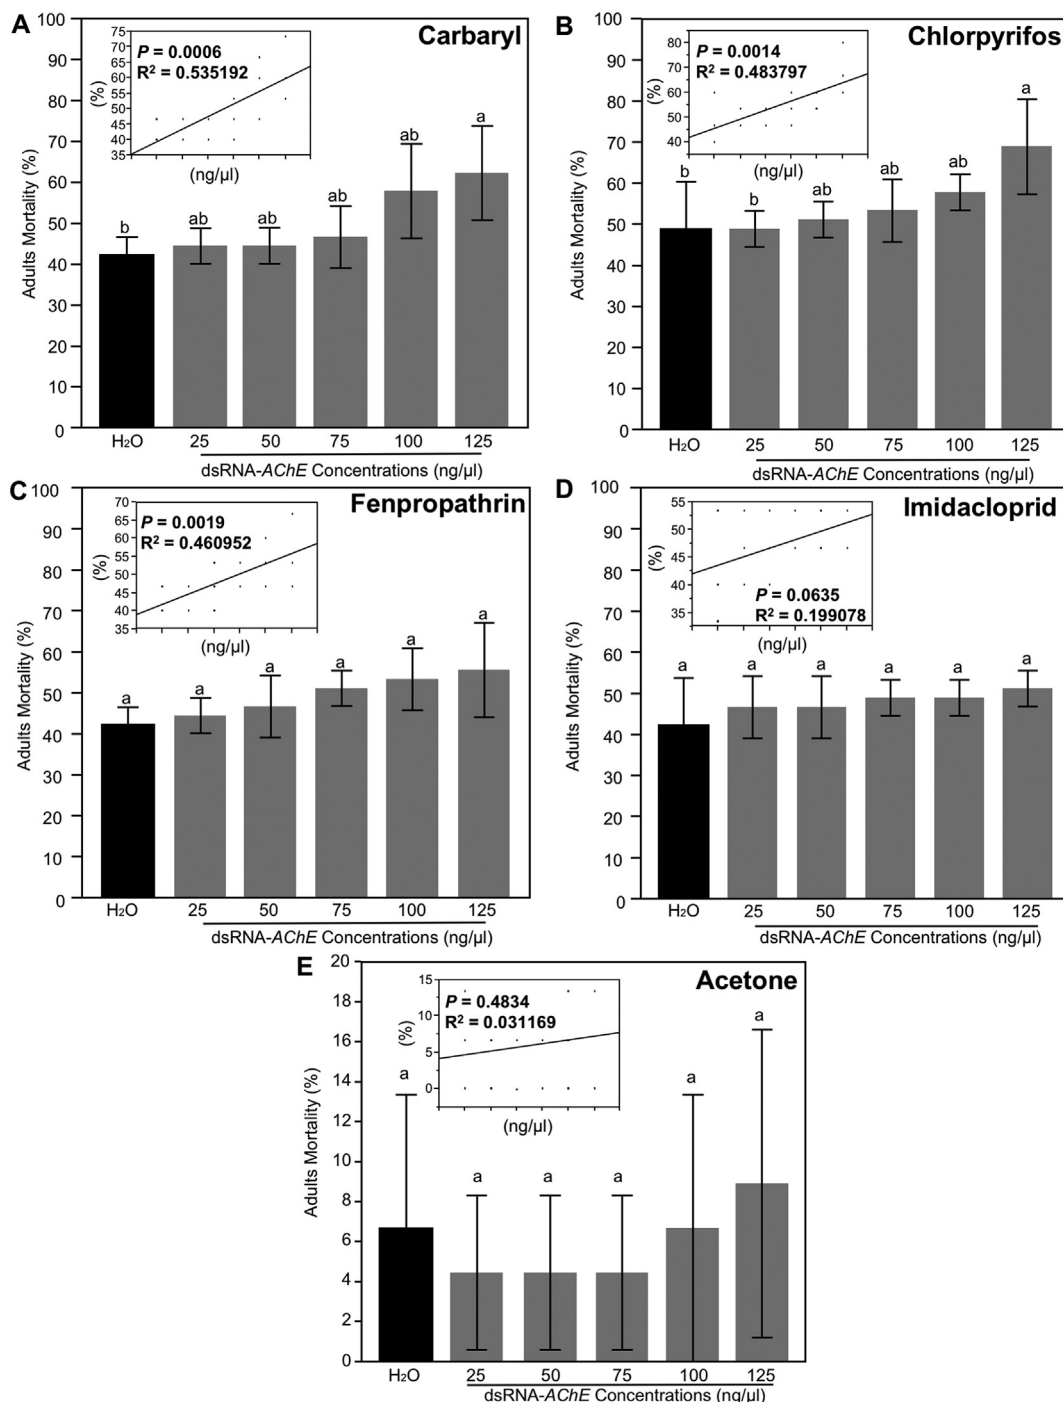 A
Carbaryl
100
90
80
70
60
50
40
30
20
10
0
Adults Mortality (%)
75
70
65
60
55
50
45
40
35
(%)
P = 0.0006
R² = 0.535192
(ng/µl)
b
ab
ab
ab
ab
a
H₂O 25 50 75 100 125
dsRNA-AChE Concentrations (ng/µl)
B
Chlorpyrifos
100
90
80
70
60
50
40
30
20
10
0
Adults Mortality (%)
80
70
60
50
40
(%)
P = 0.0014
R² = 0.483797
(ng/µl)
b
b
ab
ab
ab
a
H₂O 25 50 75 100 125
dsRNA-AChE Concentrations (ng/µl)
C
Fenpropathrin
100
90
80
70
60
50
40
30
20
10
0
Adults Mortality (%)
70
65
60
55
50
45
40
35
(%)
P = 0.0019
R² = 0.460952
(ng/µl)
a
a
a
a
a
a
H₂O 25 50 75 100 125
dsRNA-AChE Concentrations (ng/µl)
D
Imidacloprid
100
90
80
70
60
50
40
30
20
10
0
Adults Mortality (%)
55
50
45
40
35
(%)
P = 0.0635
R² = 0.199078
(ng/µl)
a
a
a
a
a
a
H₂O 25 50 75 100 125
dsRNA-AChE Concentrations (ng/µl)
E
Acetone
20
18
16
14
12
10
8
6
4
2
0
Adults Mortality (%)
15
10
5
0
(%)
P = 0.4834
R² = 0.031169
(ng/µl)
a
a
a
a
a
a
H₂O 25 50 75 100 125
dsRNA-AChE Concentrations (ng/µl)